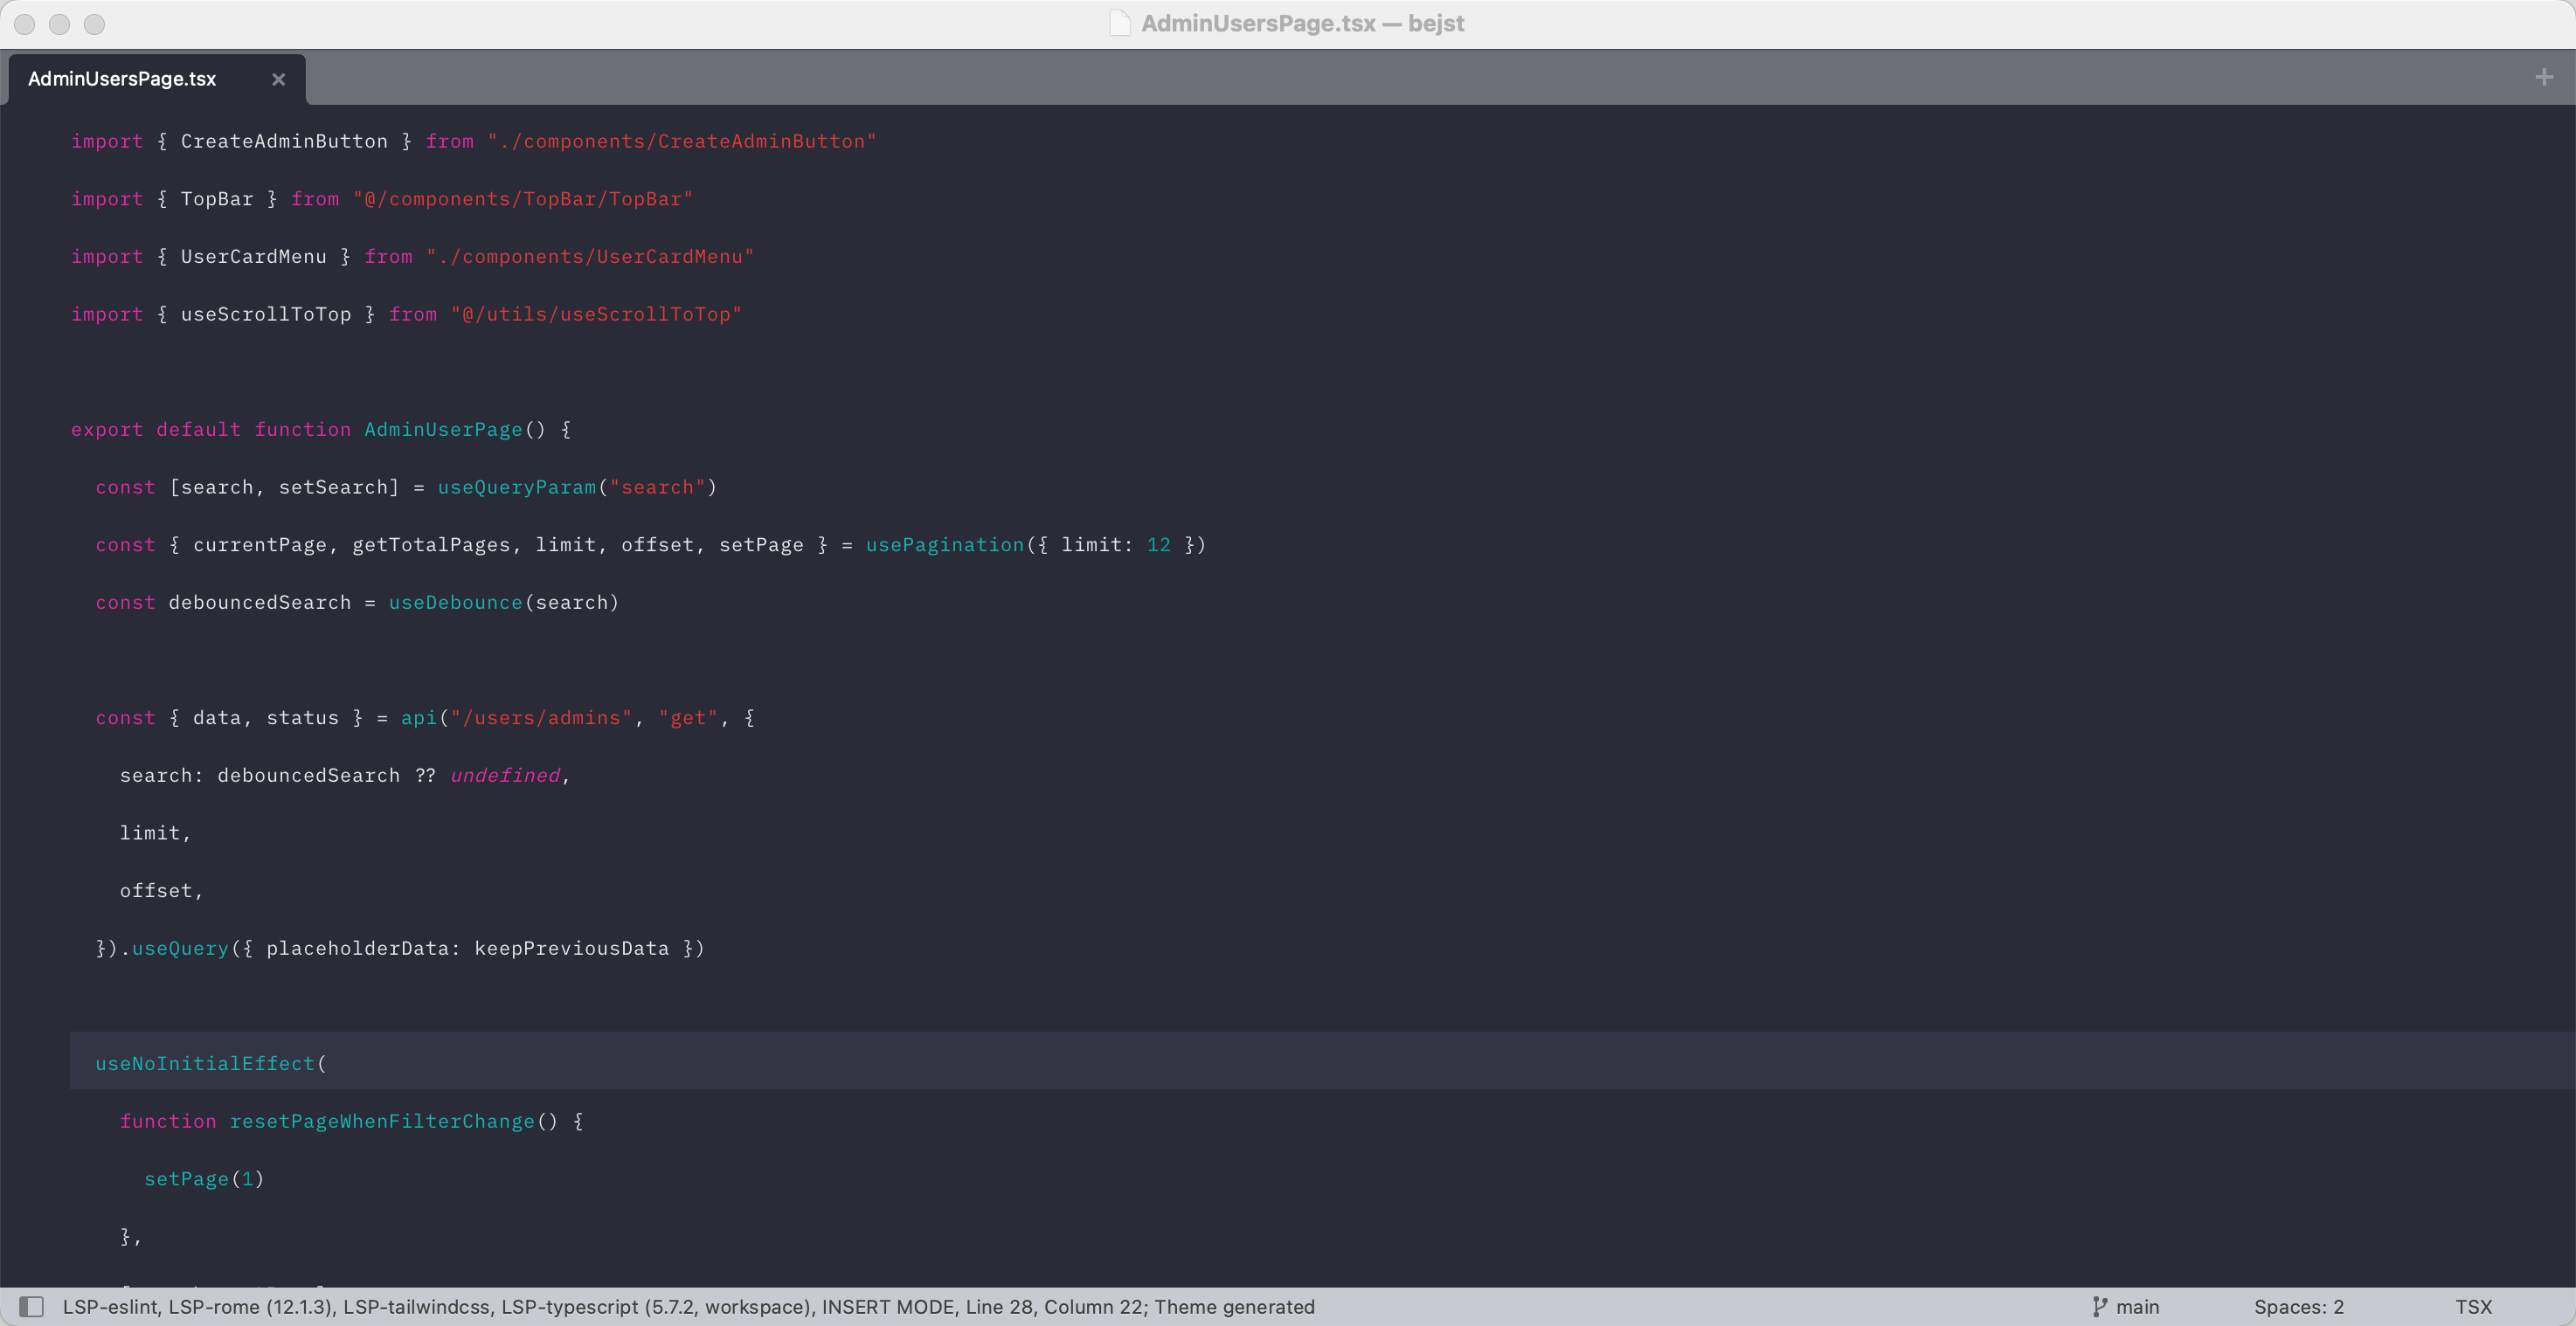 AdminUsersPage.tsx — bejst
AdminUsersPage.tsx
import { CreateAdminButton } from "./components/CreateAdminButton"
import { TopBar } from "@/components/TopBar/TopBar"
import { UserCardMenu } from "./components/UserCardMenu"
import { useScrollToTop } from "@/utils/useScrollToTop"
export default function AdminUserPage() {
const [search, setSearch] = useQueryParam("search")
const { currentPage, getTotalPages, limit, offset, setPage } = usePagination({ limit: 12 })
const debouncedSearch = useDebounce(search)
const { data, status } = api("/users/admins", "get", {
search: debouncedSearch ?? undefined,
limit,
offset,
}).useQuery({ placeholderData: keepPreviousData })
useNoInitialEffect(
function resetPageWhenFilterChange() {
setPage(1)
},
LSP-eslint, LSP-rome (12.1.3), LSP-tailwindcss, LSP-typescript (5.7.2, workspace), INSERT MODE, Line 28, Column 22; Theme generated
main
Spaces: 2
TSX